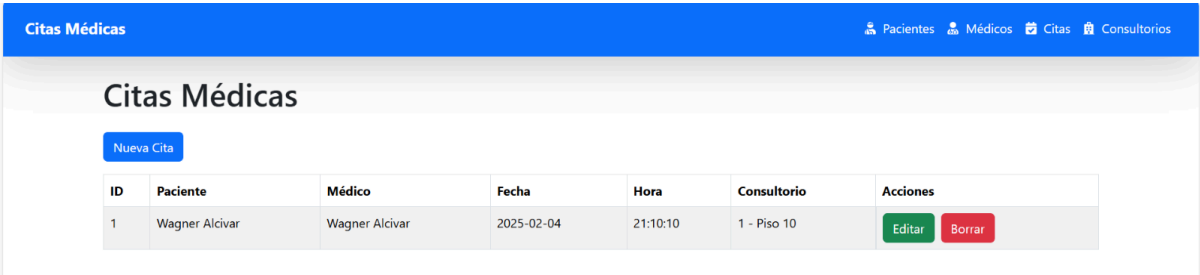 Citas Médicas Pacientes Médicos Citas Consultorios
Citas Médicas
Nueva Cita
ID Paciente Médico Fecha Hora Consultorio Acciones
1 Wagner Alcivar Wagner Alcivar 2025-02-04 21:10:10 1 - Piso 10 Editar Borrar